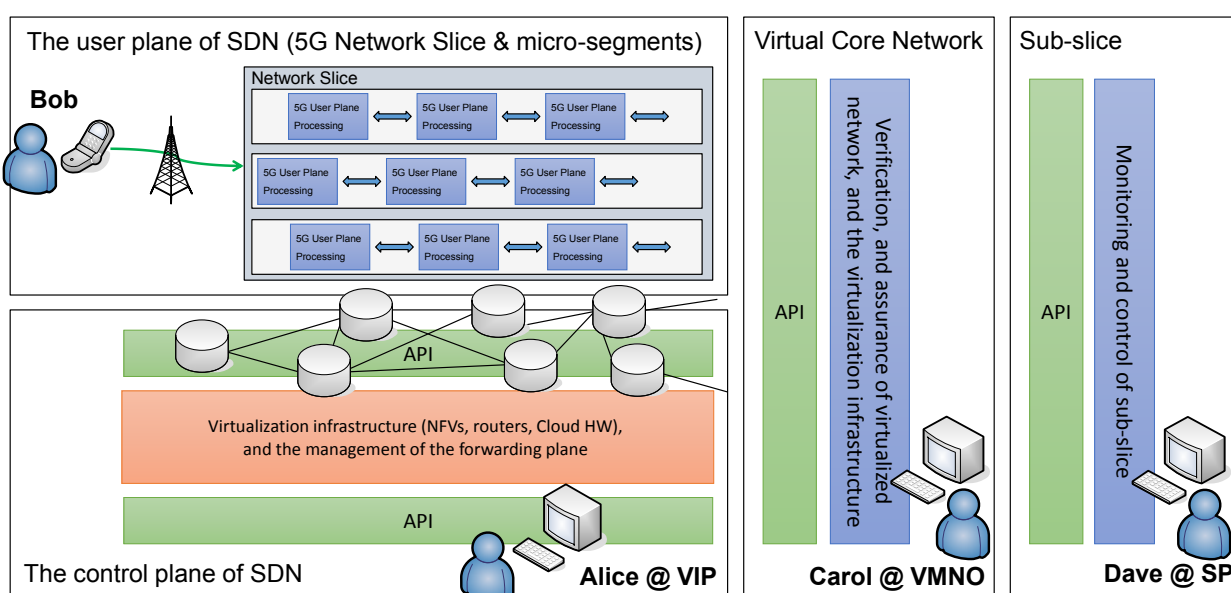 The user plane of SDN (5G Network Slice & micro-segments)
Bob
Network Slice
5G User Plane
Processing
5G User Plane
Processing
5G User Plane
Processing
5G User Plane
Processing
5G User Plane
Processing
5G User Plane
Processing
5G User Plane
Processing
5G User Plane
Processing
5G User Plane
Processing
API
Virtualization infrastructure (NFVs, routers, Cloud HW),
and the management of the forwarding plane
API
The control plane of SDN
Alice @ VIP
Virtual Core Network
API
Verification, and assurance of virtualized
network, and the virtualization infrastructure
Carol @ VMNO
Sub-slice
API
Monitoring and control of sub-slice
Dave @ SP